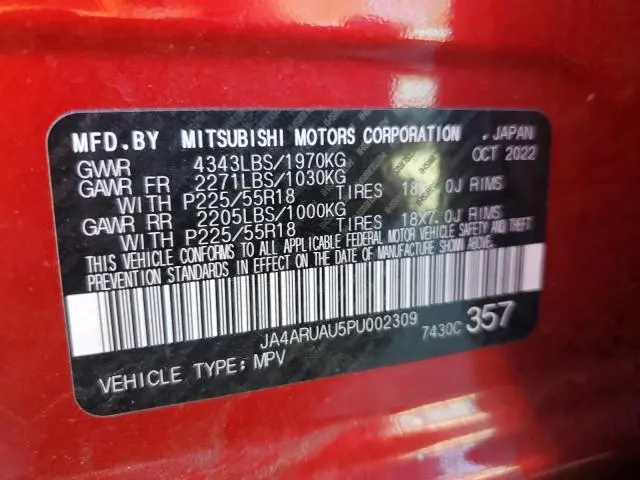 MFD.BY MITSUBISHI MOTORS CORPORATION, JAPAN
GVWR 4343LBS/1970KG OCT 2022
GAWR FR 2271LBS/1030KG
WITH P225/55R18 TIRES 18X7.0J RIMS
GAWR RR 2205LBS/1000KG
WITH P225/55R18 TIRES 18X7.0J RIMS
THIS VEHICLE CONFORMS TO ALL APPLICABLE FEDERAL MOTOR VEHICLE SAFETY AND THEFT
PREVENTION STANDARDS IN EFFECT ON THE DATE OF MANUFACTURE SHOWN ABOVE.
JA4ARUAU5PU002309 7430C 357
VEHICLE TYPE: MPV